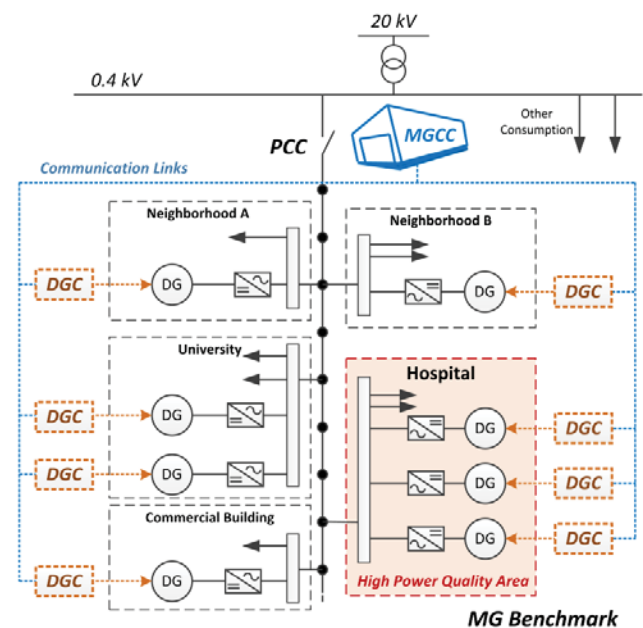 20 kV
0.4 kV
PCC
MGCC
Other
Consumption
Communication Links
Neighborhood A
DGC
DG
Neighborhood B
DG
DGC
University
DGC
DG
DGC
DG
Hospital
DG
DGC
DG
DGC
DG
DGC
High Power Quality Area
Commercial Building
DGC
DG
MG Benchmark